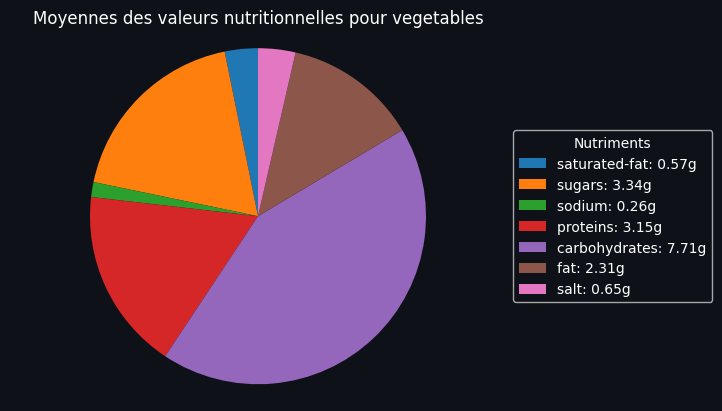 Moyennes des valeurs nutritionnelles pour vegetables
Nutriments
saturated-fat: 0.57g
sugars: 3.34g
sodium: 0.26g
proteins: 3.15g
carbohydrates: 7.71g
fat: 2.31g
salt: 0.65g